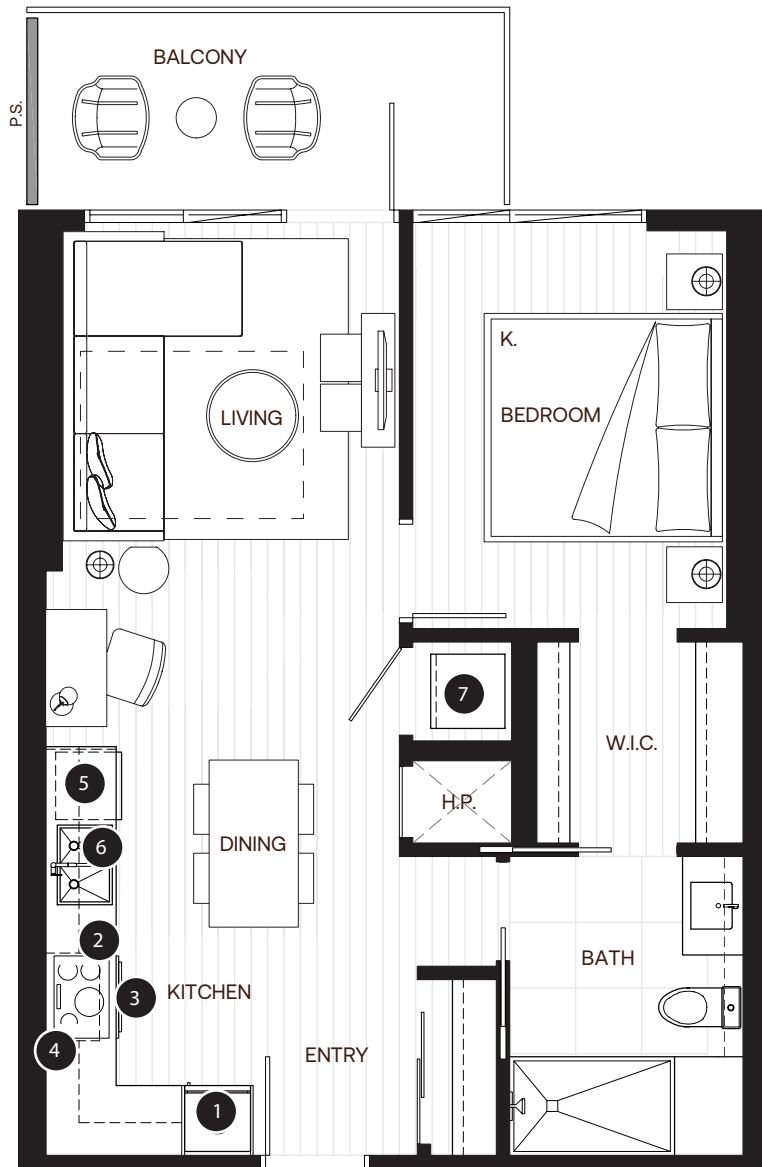 BALCONY
P.S.
K.
LIVING
BEDROOM
7
W.I.C.
5
H.P.
6
DINING
2
BATH
3
KITCHEN
4
ENTRY
1